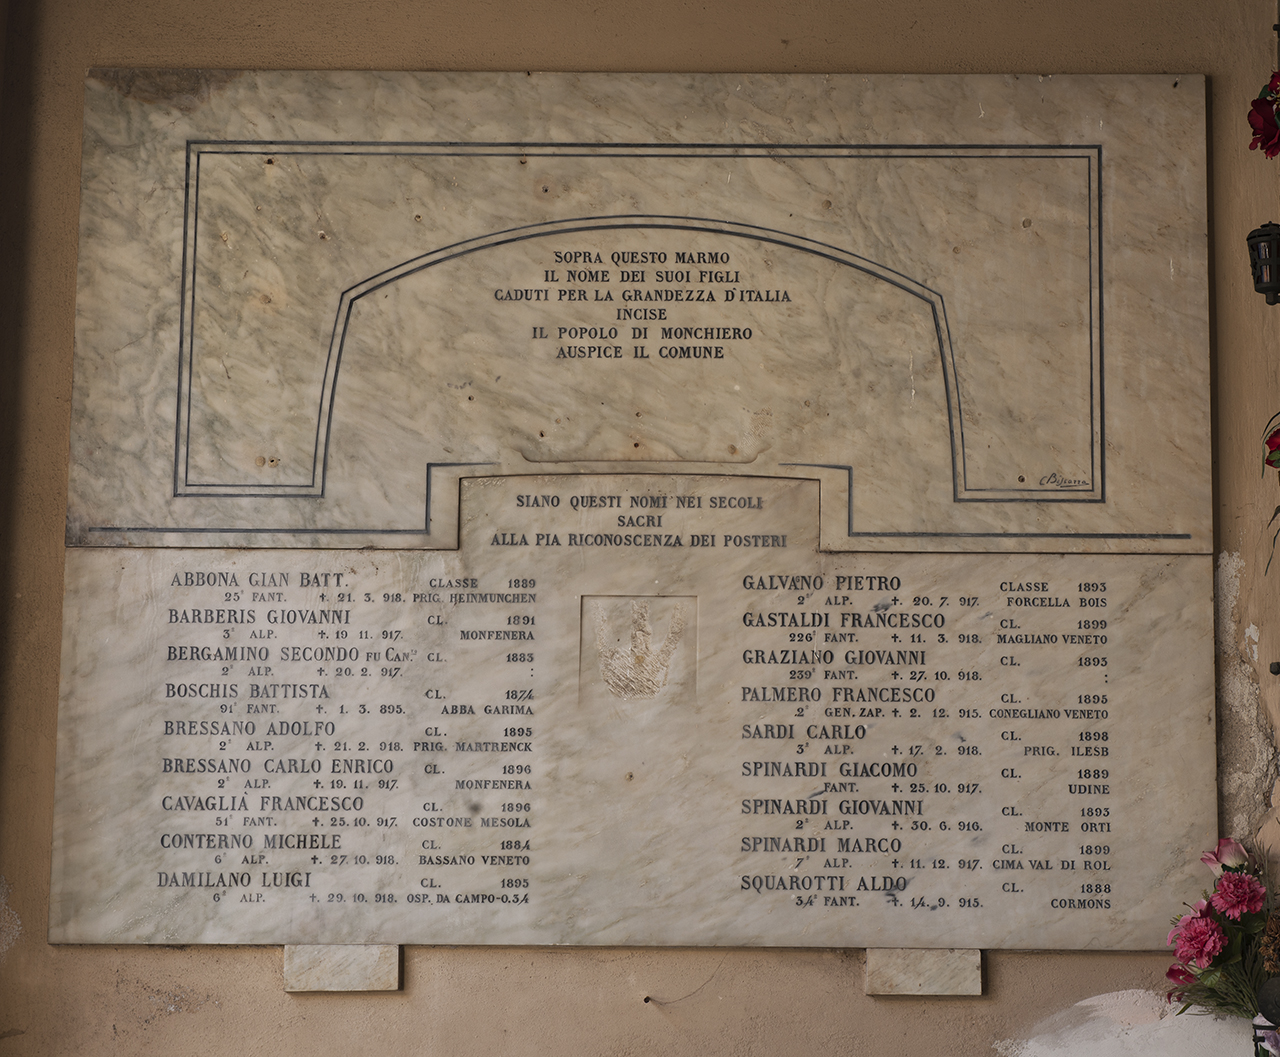 SOPRA QUESTO MARMO
IL NOME DEI SUOI FIGLI
CADUTI PER LA GRANDEZZA D'ITALIA
INCISE
IL POPOLO DI MONCHIERO
AUSPICE IL COMUNE
SIANO QUESTI NOMI NEI SECOLI
SACRI
ALLA PIA RICONOSCENZA DEI POSTERI
ABBONA GIAN BATT. CLASSE 1889
25° FANT. †. 21. 3. 918. PRIG. HEINMUNCHEN
BARBERIS GIOVANNI CL. 1891
3° ALP. †. 19 11. 917. MONFENERA
BERGAMINO SECONDO FU CAN.° CL. 1883
2° ALP. †. 20. 2. 917. :
BOSCHIS BATTISTA CL. 1874
91° FANT. †. 1. 3. 895. ABBA GARIMA
BRESSANO ADOLFO CL. 1895
2° ALP. †. 21. 2. 918. PRIG. MARTRENCK
BRESSANO CARLO ENRICO CL. 1896
2° ALP. †. 19. 11. 917. MONFENERA
CAVAGLIÀ FRANCESCO CL. 1896
51° FANT. †. 25. 10. 917. COSTONE MESOLA
CONTERNO MICHELE CL. 1884
6° ALP. †. 27. 10. 918. BASSANO VENETO
DAMILANO LUIGI CL. 1895
6° ALP. †. 29. 10. 918. OSP. DA CAMPO-0.34
GALVANO PIETRO CLASSE 1893
2° ALP. †. 20. 7. 917. FORCELLA BOIS
GASTALDI FRANCESCO CL. 1899
226° FANT. †. 11. 3. 918. MAGLIANO VENETO
GRAZIANO GIOVANNI CL. 1893
239° FANT. †. 27. 10. 918. :
PALMERO FRANCESCO CL. 1895
2° GEN. ZAP. †. 2. 12. 915. CONEGLIANO VENETO
SARDI CARLO CL. 1898
3° ALP. †. 17. 2. 918. PRIG. ILESB
SPINARDI GIACOMO CL. 1889
FANT. †. 25. 10. 917. UDINE
SPINARDI GIOVANNI CL. 1893
2° ALP. †. 30. 6. 916. MONTE ORTI
SPINARDI MARCO CL. 1899
7° ALP. †. 11. 12. 917. CIMA VAL DI ROL
SQUAROTTI ALDO CL. 1888
34° FANT. †. 14. 9. 915. CORMONS